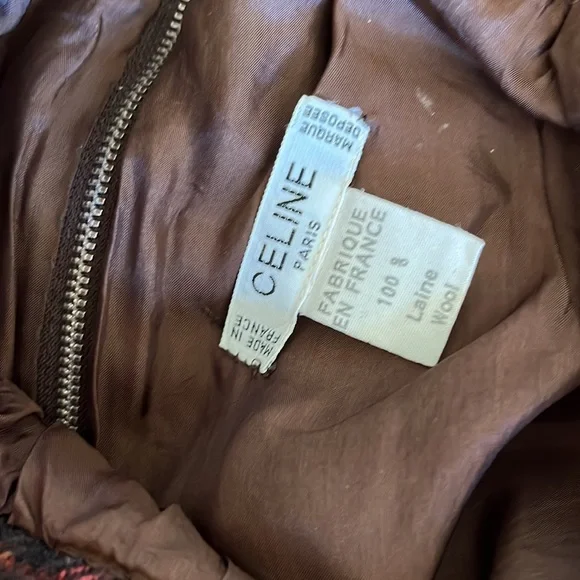 MARQUE
DEPOSEE
CELINE
PARIS
MADE IN
FRANCE
FABRIQUE
EN FRANCE
100 %
Laine
Wool